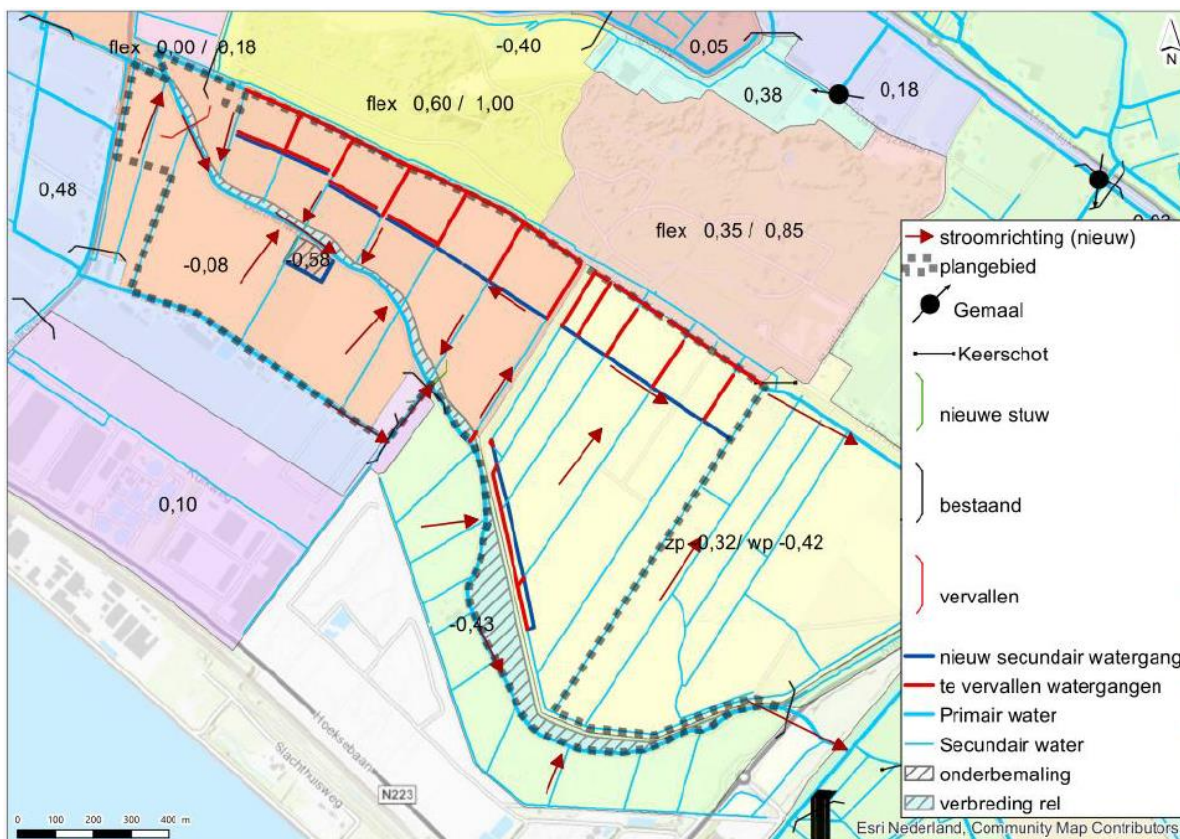 flex 0,00 / 0,18
-0,40
0,05
N
0,38
0,18
flex 0,60 / 1,00
0,48
flex 0,35 / 0,85
-0,08
-0,58
0,10
zp -0,32/ wp -0,42
-0,43
Hoeksebaan
Slachthuisweg
N223
stroomrichting (nieuw)
plangebied
Gemaal
Keerschot
nieuwe stuw
bestaand
vervallen
nieuw secundair watergang
te vervallen watergangen
Primair water
Secundair water
onderbemaling
verbreding rel
0 100 200 300 400 m
Esri Nederland, Community Map Contributors